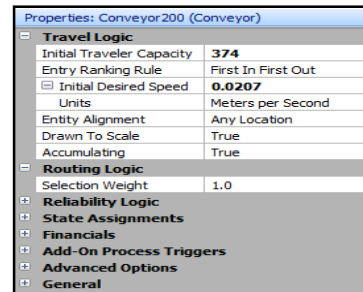 Properties: Conveyor200 (Conveyor)
Travel Logic
Initial Traveler Capacity 374
Entry Ranking Rule First In First Out
Initial Desired Speed 0.0207
Units Meters per Second
Entity Alignment Any Location
Drawn To Scale True
Accumulating True
Routing Logic
Selection Weight 1.0
Reliability Logic
State Assignments
Financials
Add-On Process Triggers
Advanced Options
General